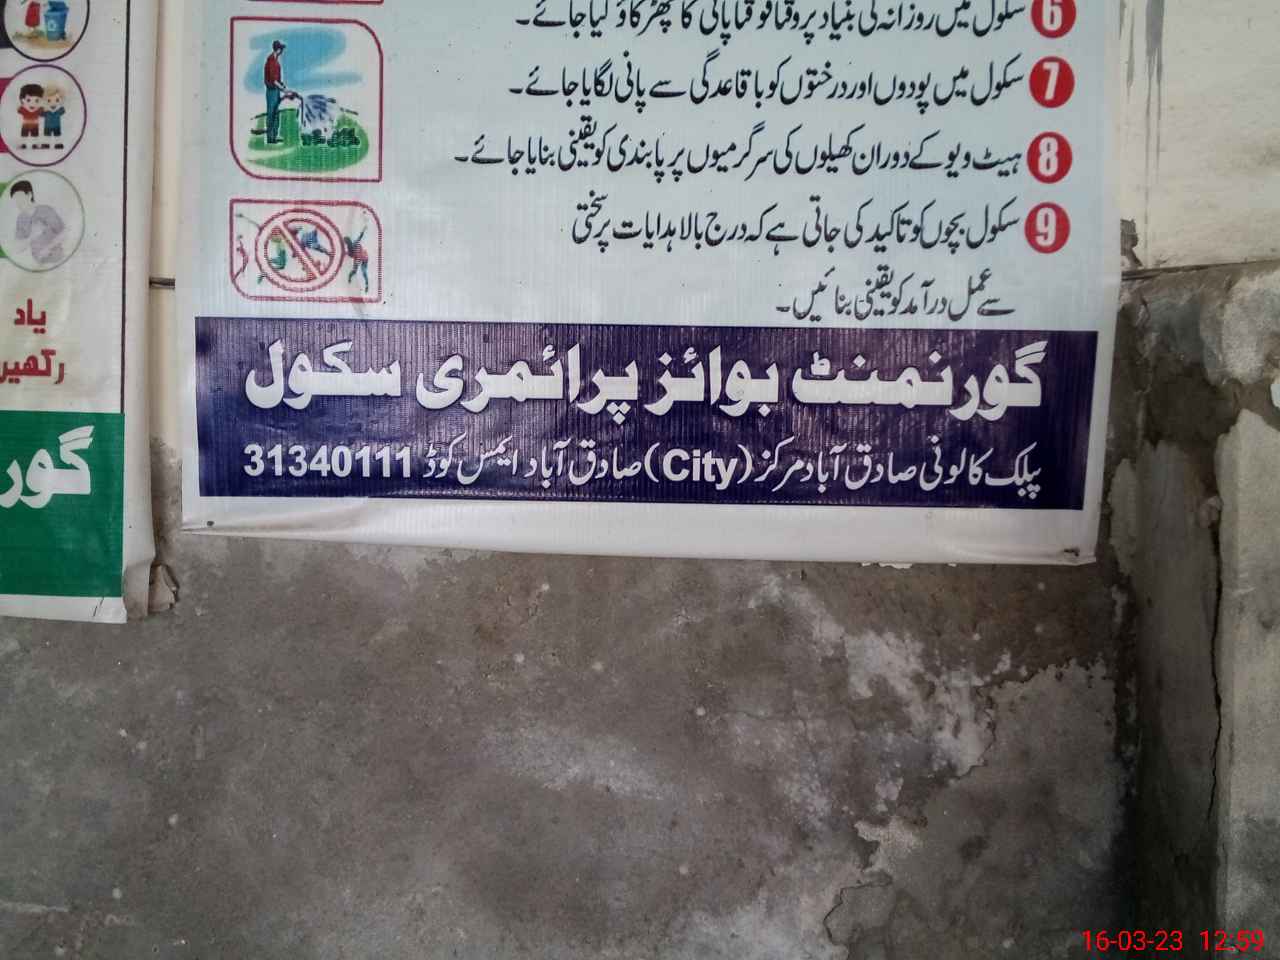 6 سکول میں روزانہ کی بنیاد پر وقتا فوقتا پانی کا چھڑکاؤ کیا جائے۔
7 سکول میں پودوں اور درختوں کو باقاعدگی سے پانی لگایا جائے۔
8 ہیٹ ویو کے دوران کھیلوں کی سرگرمیوں پر پابندی کو یقینی بنایا جائے۔
9 سکول بچوں کو تاکید کی جاتی ہے کہ درج بالا ہدایات پر سختی
سے عمل درآمد کو یقینی بنائیں۔
گورنمنٹ بوائز پرائمری سکول
پبلک کالونی صادق آباد مرکز (City) صادق آباد ایمس کوڈ 31340111
یاد
رکھیں
گور
16-03-23 12:59